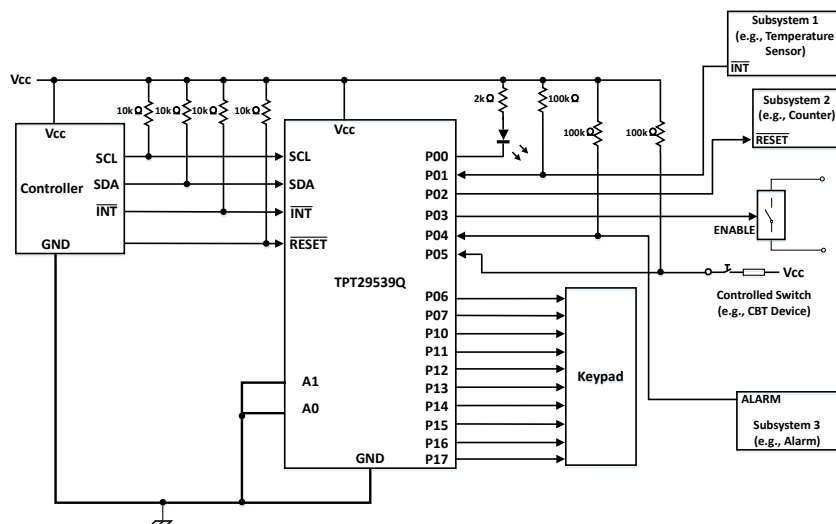 Subsystem 1
(e.g., Temperature
Sensor)
INT
Vcc
2kΩ
100kΩ
10kΩ 10kΩ 10kΩ 10kΩ
100kΩ
100kΩ
Subsystem 2
(e.g., Counter)
RESET
Vcc
Controller
SCL
SDA
INT
GND
Vcc
SCL
SDA
INT
RESET
TPT29539Q
A1
A0
GND
P00
P01
P02
P03
P04
P05
P06
P07
P10
P11
P12
P13
P14
P15
P16
P17
ENABLE
Vcc
Controlled Switch
(e.g., CBT Device)
Keypad
ALARM
Subsystem 3
(e.g., Alarm)